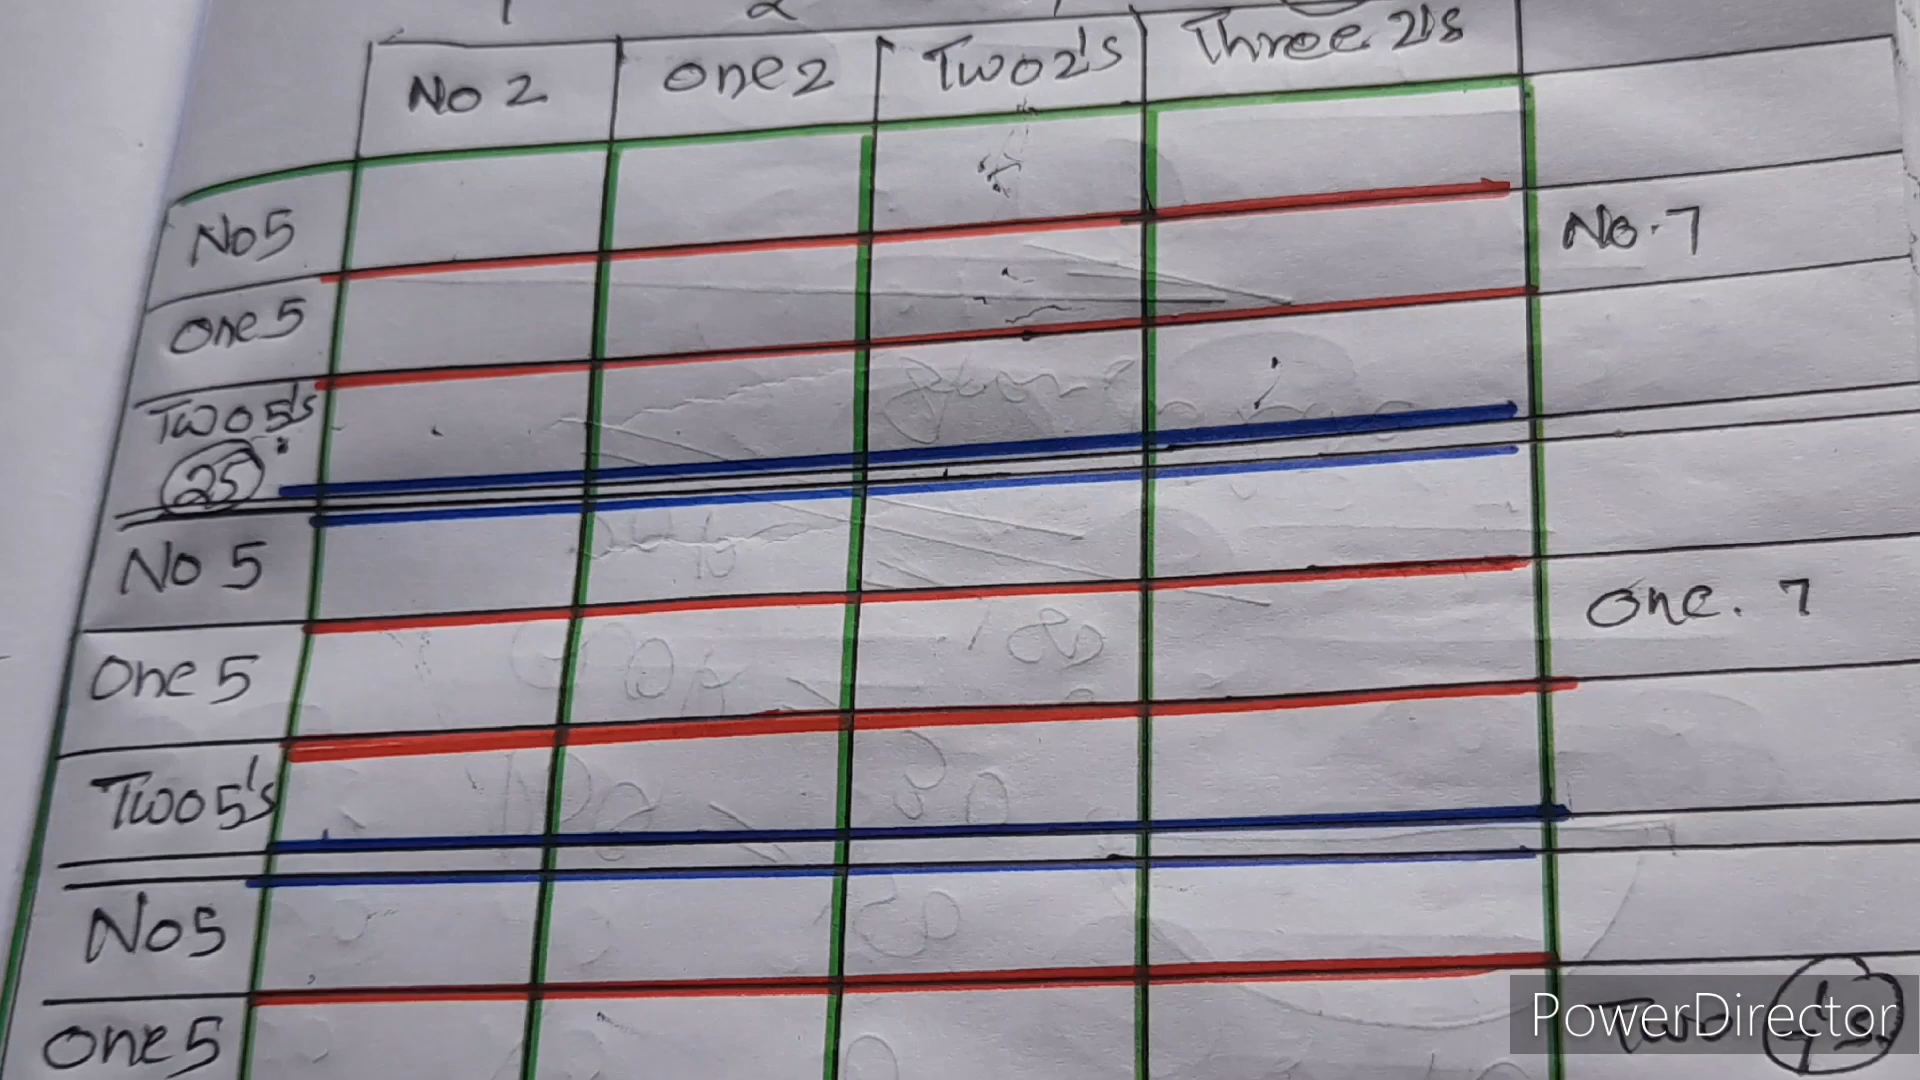 No 2 One 2 Two 2's Three 2's
No 5
No. 7
One 5
Two 5's
25
No 5
One. 7
One 5
Two 5's
No 5
One 5
Two
PowerDirector